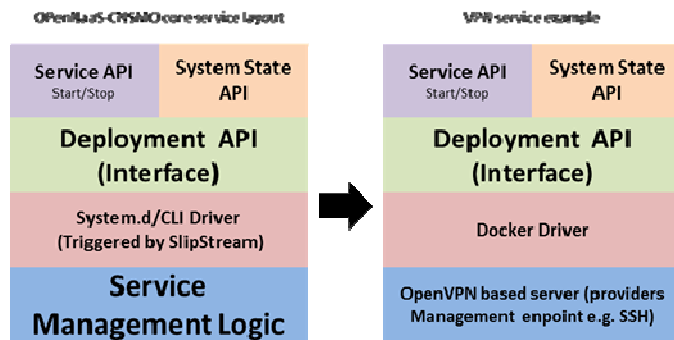 OPenNaaS-CNSMO core service layout
VPN service example
Service API
Start/Stop
System State
API
Service API
Start/Stop
System State
API
Deployment API
(Interface)
Deployment API
(Interface)
System.d/CLI Driver
(Triggered by SlipStream)
Docker Driver
Service
Management Logic
OpenVPN based server (providers
Management enpoint e.g. SSH)